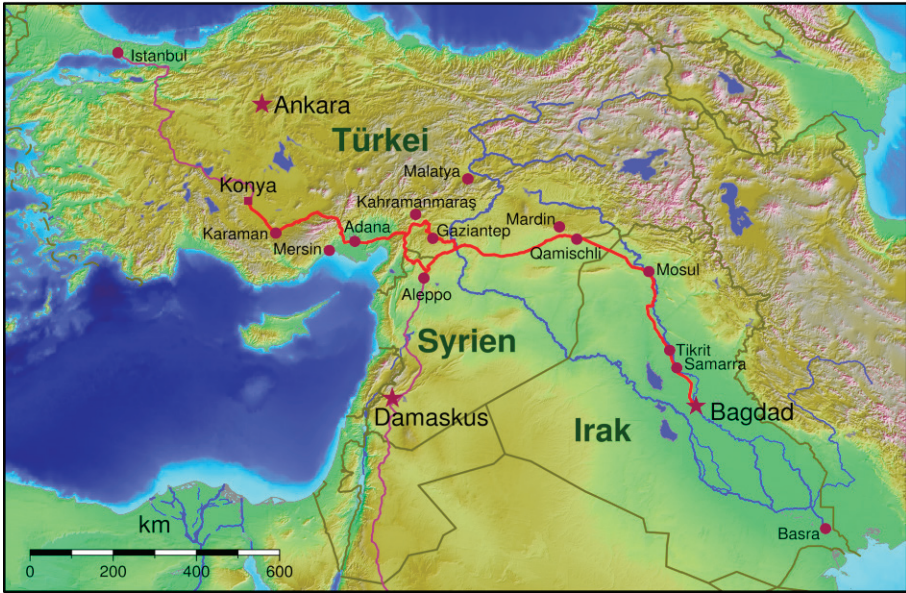 Istanbul
Ankara
Türkei
Malatya
Konya
Kahramanmaraş
Karaman
Adana
Mersin
Gaziantep
Mardin
Qamischli
Mosul
Aleppo
Syrien
Tikrit
Samarra
Damaskus
Bagdad
Irak
Basra
km
0 200 400 600